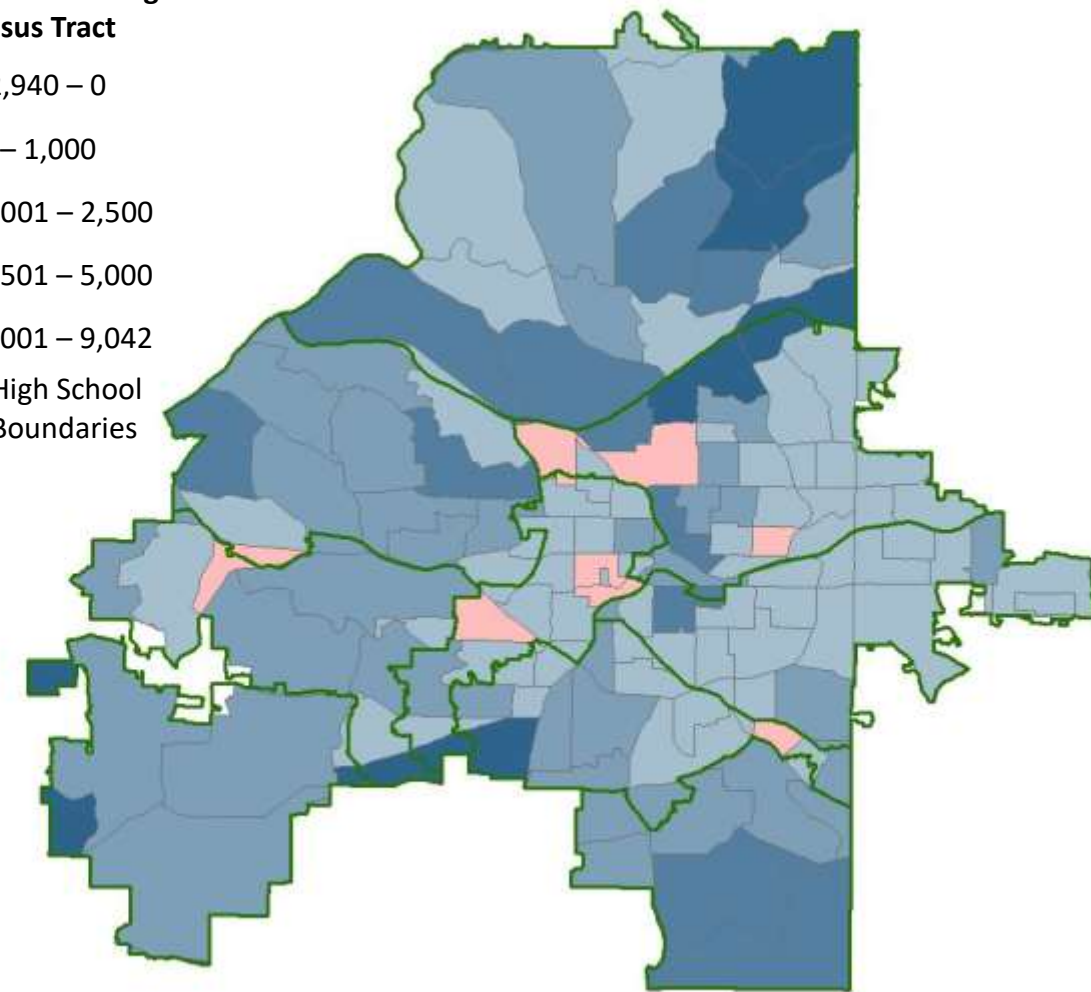 sus Tract
,940 – 0
– 1,000
001 – 2,500
501 – 5,000
001 – 9,042
High School
Boundaries